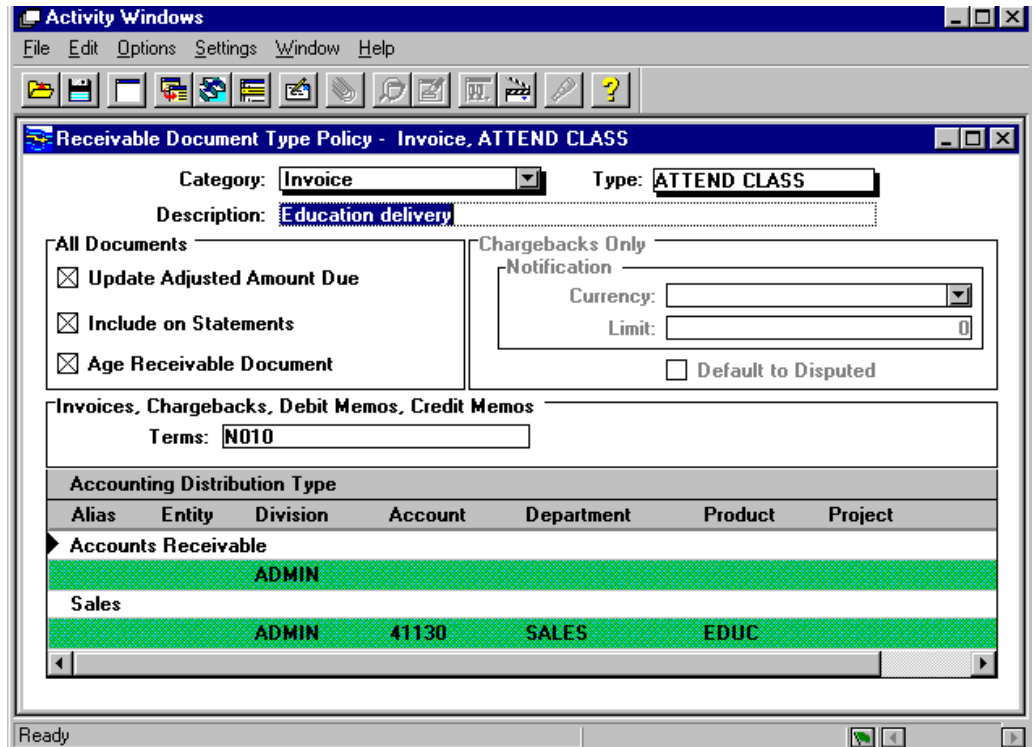 Activity Windows
File Edit Options Settings Window Help
Receivable Document Type Policy - Invoice, ATTEND CLASS
Category: Invoice Type: ATTEND CLASS
Description: Education delivery
All Documents
Update Adjusted Amount Due
Include on Statements
Age Receivable Document
Chargebacks Only
Notification
Currency:
Limit: 0
Default to Disputed
Invoices, Chargebacks, Debit Memos, Credit Memos
Terms: N010
Accounting Distribution Type
Alias Entity Division Account Department Product Project
Accounts Receivable
ADMIN
Sales
ADMIN 41130 SALES EDUC
Ready